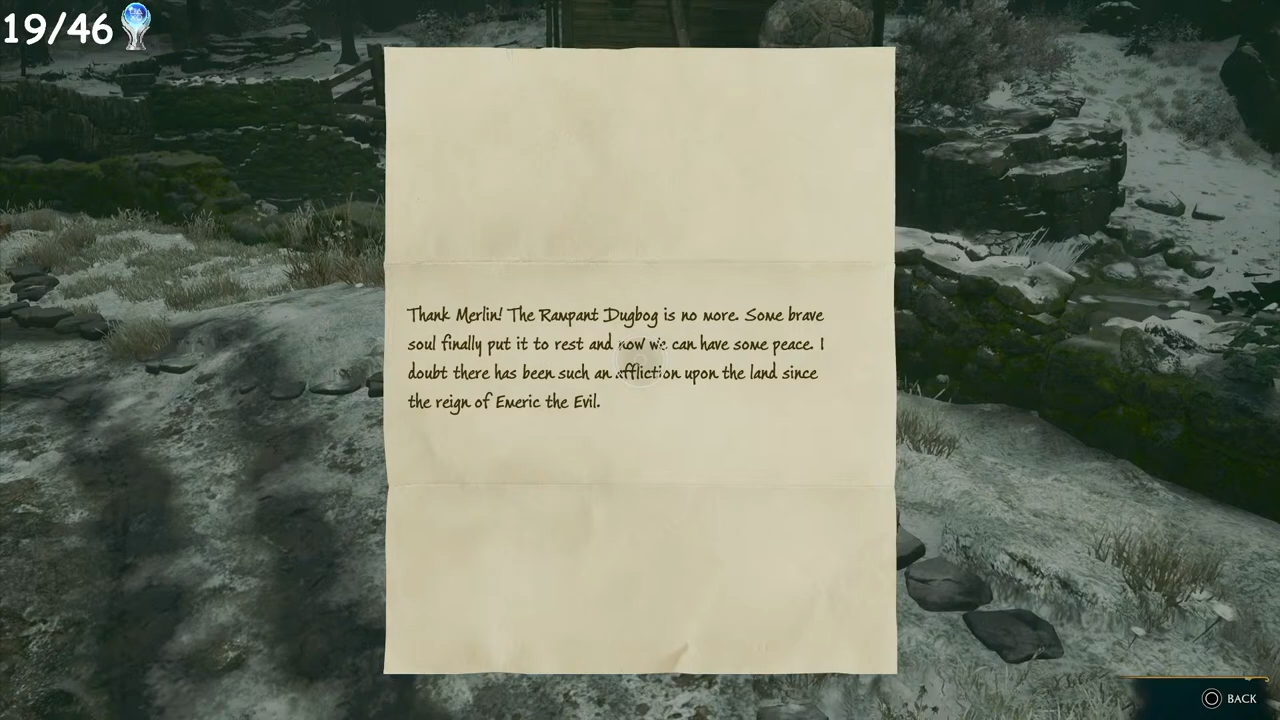 19/46
Thank Merlin! The Rampant Dugbog is no more. Some brave
soul finally put it to rest and now we can have some peace. I
doubt there has been such an affliction upon the land since
the reign of Emeric the Evil.
BACK